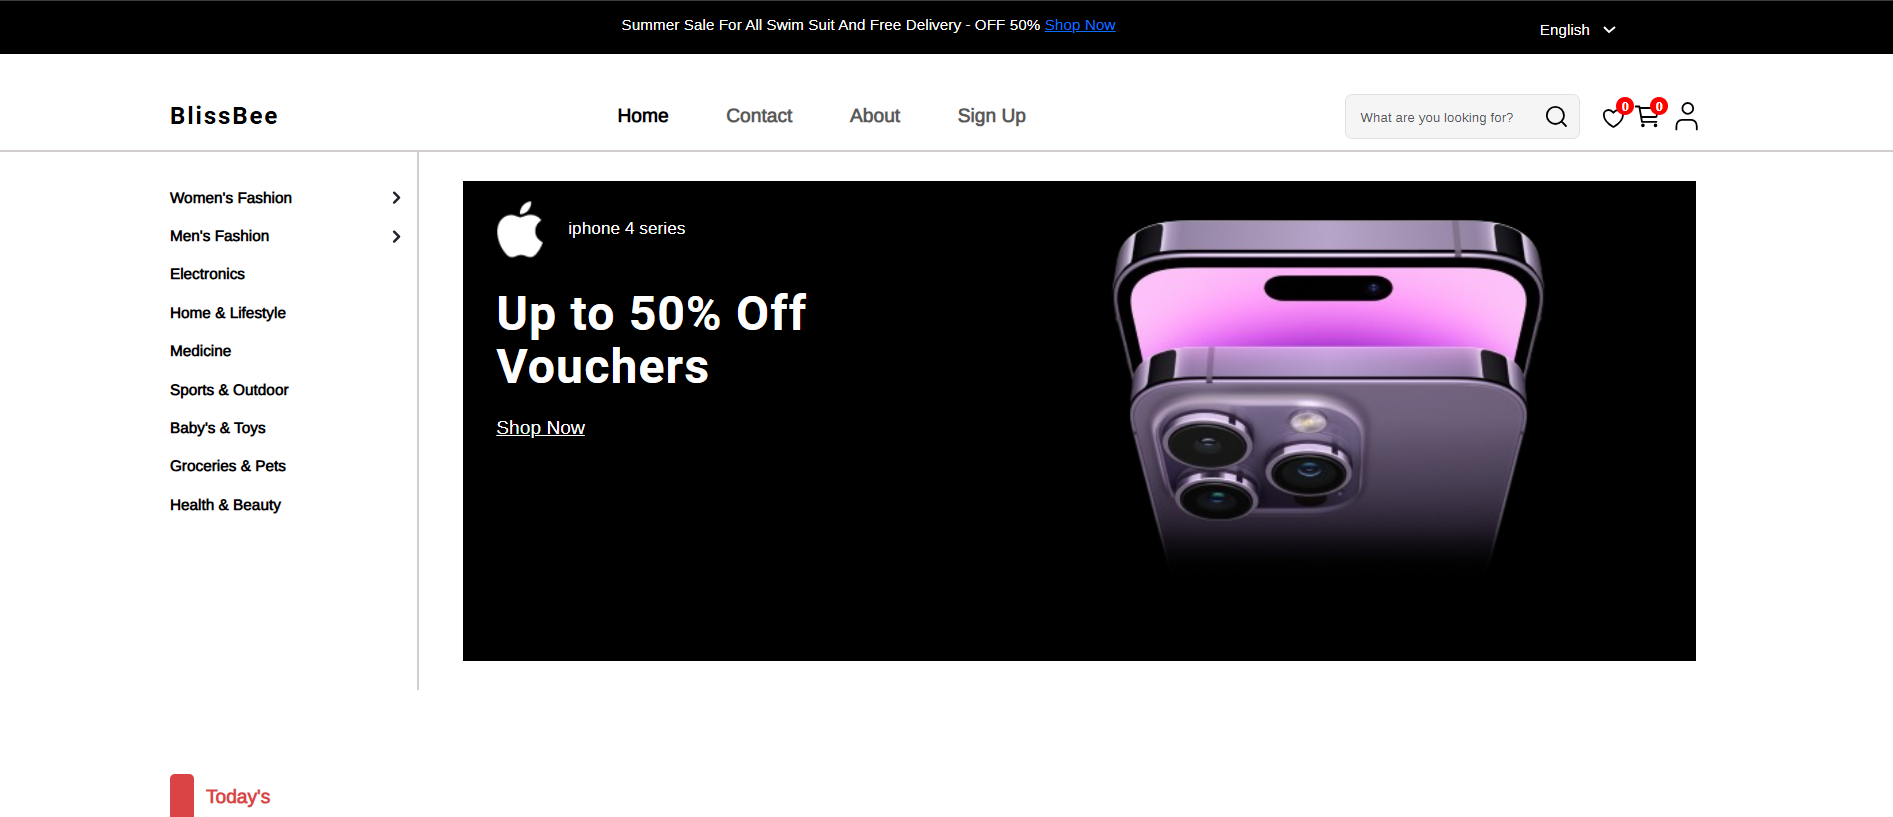 Summer Sale For All Swim Suit And Free Delivery - OFF 50% Shop Now
English
BlissBee
Home
Contact
About
Sign Up
What are you looking for?
0
0
Women's Fashion
Men's Fashion
Electronics
Home & Lifestyle
Medicine
Sports & Outdoor
Baby's & Toys
Groceries & Pets
Health & Beauty
iphone 4 series
Up to 50% Off
Vouchers
Shop Now
Today's